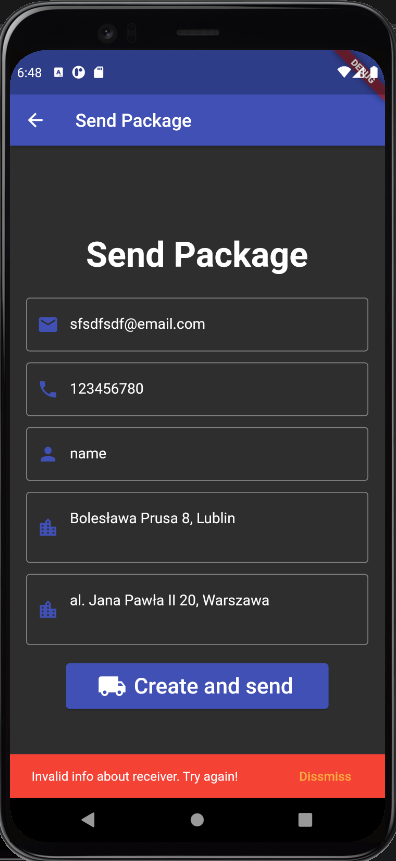 6:48
DEBUG
Send Package
Send Package
sfsdfsdf@email.com
123456780
name
Bolesława Prusa 8, Lublin
al. Jana Pawła II 20, Warszawa
Create and send
Invalid info about receiver. Try again!
Dissmiss